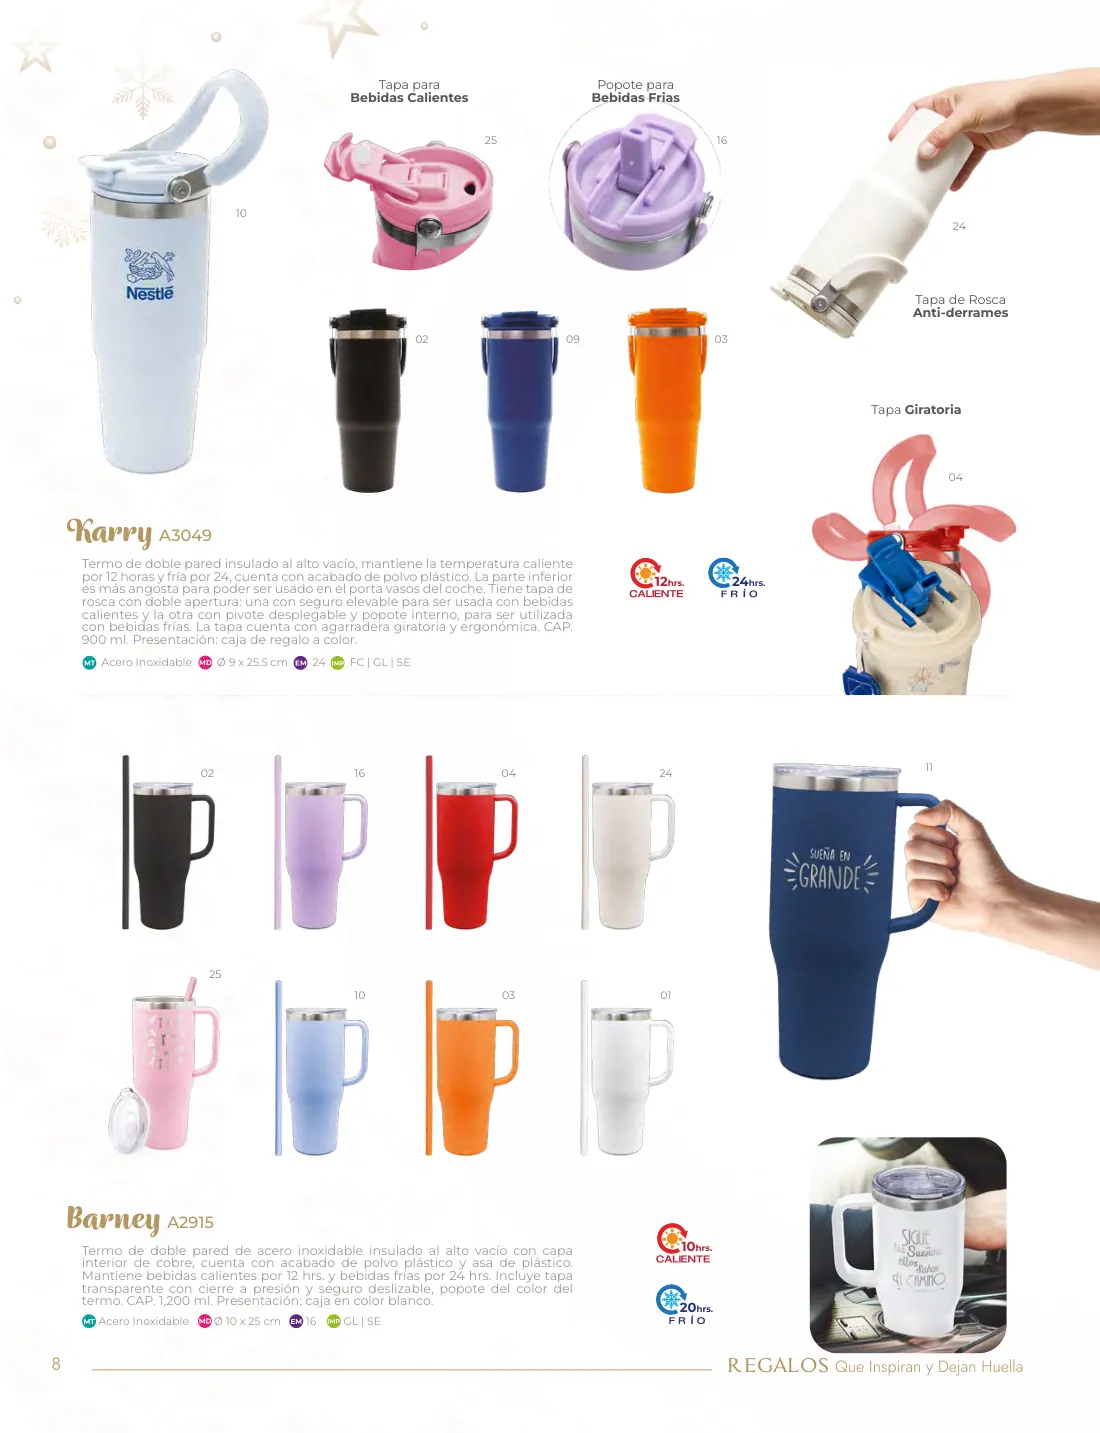 Tapa para
Bebidas Calientes
Popote para
Bebidas Frias
25
16
10
24
Nestlé
Tapa de Rosca
Anti-derrames
02
09
03
Tapa Giratoria
04
Karry A3049
Termo de doble pared insulado al alto vacío, mantiene la temperatura caliente
por 12 horas y fría por 24, cuenta con acabado de polvo plástico. La parte inferior
es más angosta para poder ser usado en el porta vasos del coche. Tiene tapa de
rosca con doble apertura: una con seguro elevable para ser usada con bebidas
calientes y la otra con pivote desplegable y popote interno, para ser utilizada
con bebidas frías. La tapa cuenta con agarradera giratoria y ergonómica. CAP.
900 ml. Presentación: caja de regalo a color.
12hrs.
CALIENTE
24hrs.
FRÍO
MT Acero Inoxidable MD Ø 9 x 25.5 cm EM 24 IMP FC | GL | SE
02
16
04
24
11
SUEÑA EN
GRANDE
25
10
03
01
Barney A2915
Termo de doble pared de acero inoxidable insulado al alto vacío con capa
interior de cobre, cuenta con acabado de polvo plástico y asa de plástico.
Mantiene bebidas calientes por 12 hrs. y bebidas frías por 24 hrs. Incluye tapa
transparente con cierre a presión y seguro deslizable, popote del color del
termo. CAP. 1,200 ml. Presentación: caja en color blanco.
MT Acero Inoxidable MD Ø 10 x 25 cm EM 16 IMP GL | SE
10hrs.
CALIENTE
20hrs.
FRÍO
SIGUE
TUS Sueños
ellos
Saben
EL CAMINO
8
REGALOS Que Inspiran y Dejan Huella